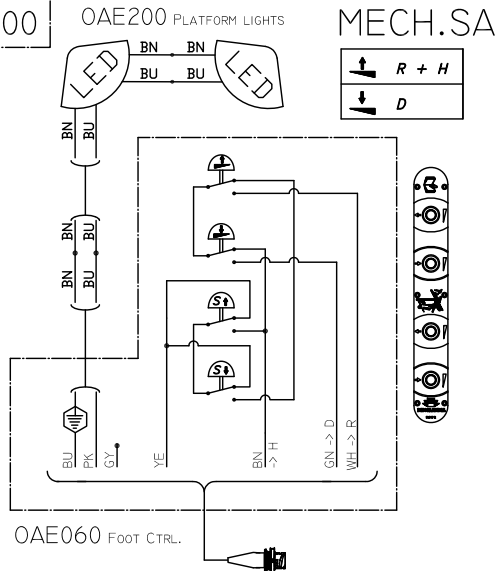 00
OAE200 PLATFORM LIGHTS
MECH.SA
BN BN
BU BU
LED LED
R + H
D
BN BU
BN BU
BN BU
S
S
BU PK GY YE BN -> H GN -> D WH -> R
OAE060 FOOT CTRL.